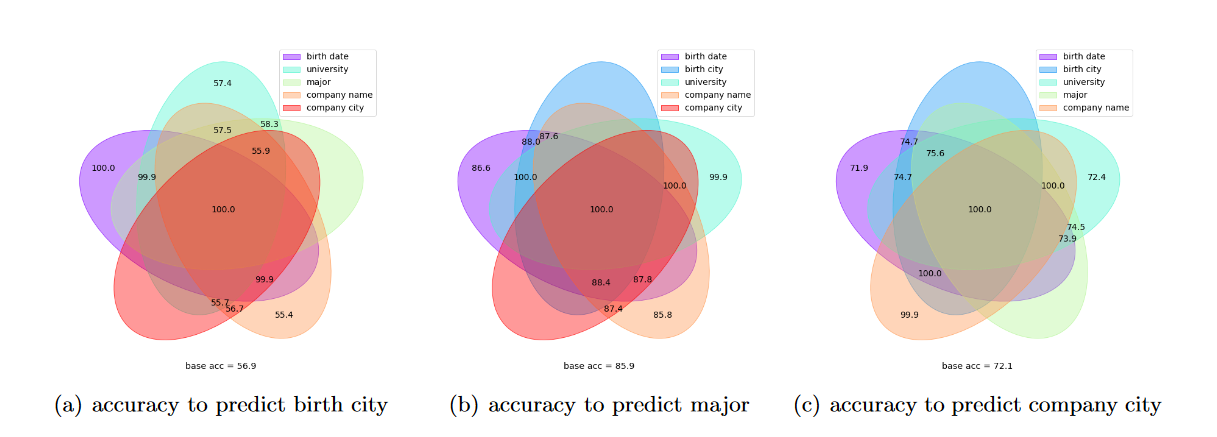 birth date
university
major
company name
company city
57.4
58.3
57.5
55.9
100.0
99.9
100.0
99.9
55.7
56.7
55.4
base acc = 56.9
(a) accuracy to predict birth city
birth date
birth city
university
company name
company city
87.6
88.0
86.6
100.0
99.9
100.0
100.0
88.4
87.8
87.4
85.8
base acc = 85.9
(b) accuracy to predict major
birth date
birth city
university
major
company name
74.7
75.6
71.9
74.7
72.4
100.0
100.0
74.5
73.9
100.0
99.9
base acc = 72.1
(c) accuracy to predict company city